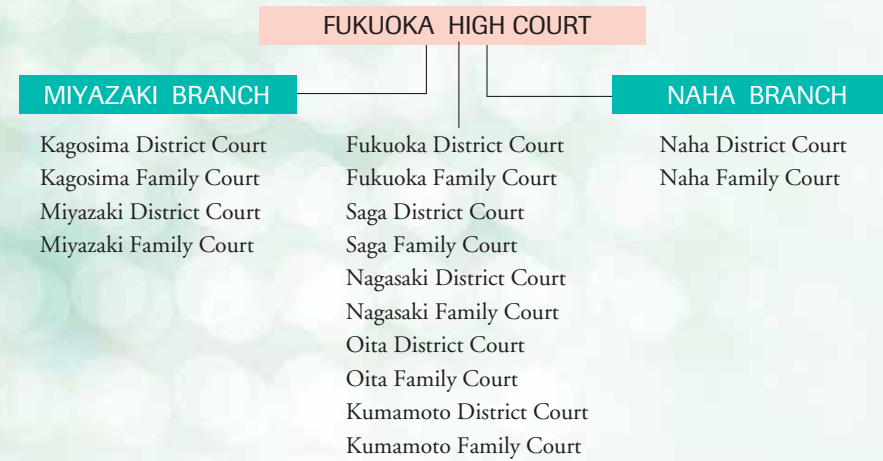 FUKUOKA HIGH COURT
MIYAZAKI BRANCH
Kagosima District Court
Kagosima Family Court
Miyazaki District Court
Miyazaki Family Court
Fukuoka District Court
Fukuoka Family Court
Saga District Court
Saga Family Court
Nagasaki District Court
Nagasaki Family Court
Oita District Court
Oita Family Court
Kumamoto District Court
Kumamoto Family Court
NAHA BRANCH
Naha District Court
Naha Family Court